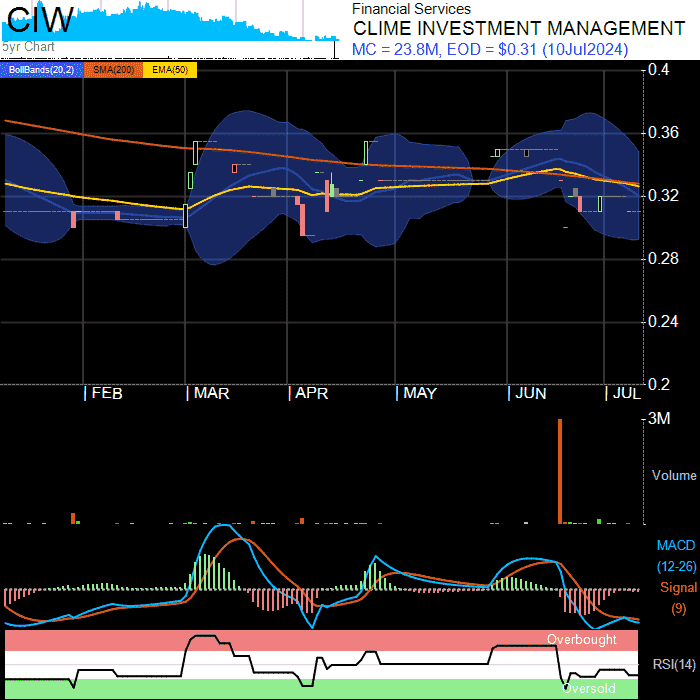 CIW
5yr Chart
Financial Services
CLIME INVESTMENT MANAGEMENT
MC = 23.8M, EOD = $0.31 (10Jul2024)
BollBands(20,2) SMA(200) EMA(50)
0.4
0.36
0.32
0.28
0.24
0.2
FEB MAR APR MAY JUN JUL
3M
Volume
MACD
(12-26)
Signal
(9)
Overbought
RSI(14)
Oversold